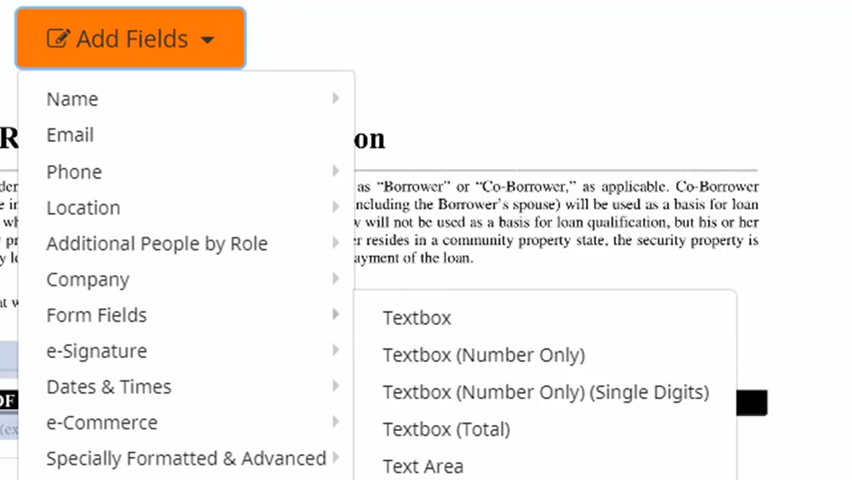 Add Fields
Name
Email
Phone
Location
Additional People by Role
Company
Form Fields
e-Signature
Dates & Times
e-Commerce
Specially Formatted & Advanced
Textbox
Textbox (Number Only)
Textbox (Number Only) (Single Digits)
Textbox (Total)
Text Area
on
as “Borrower” or “Co-Borrower,” as applicable. Co-Borrower
including the Borrower's spouse) will be used as a basis for loan
will not be used as a basis for loan qualification, but his or her
resides in a community property state, the security property is
ayment of the loan.